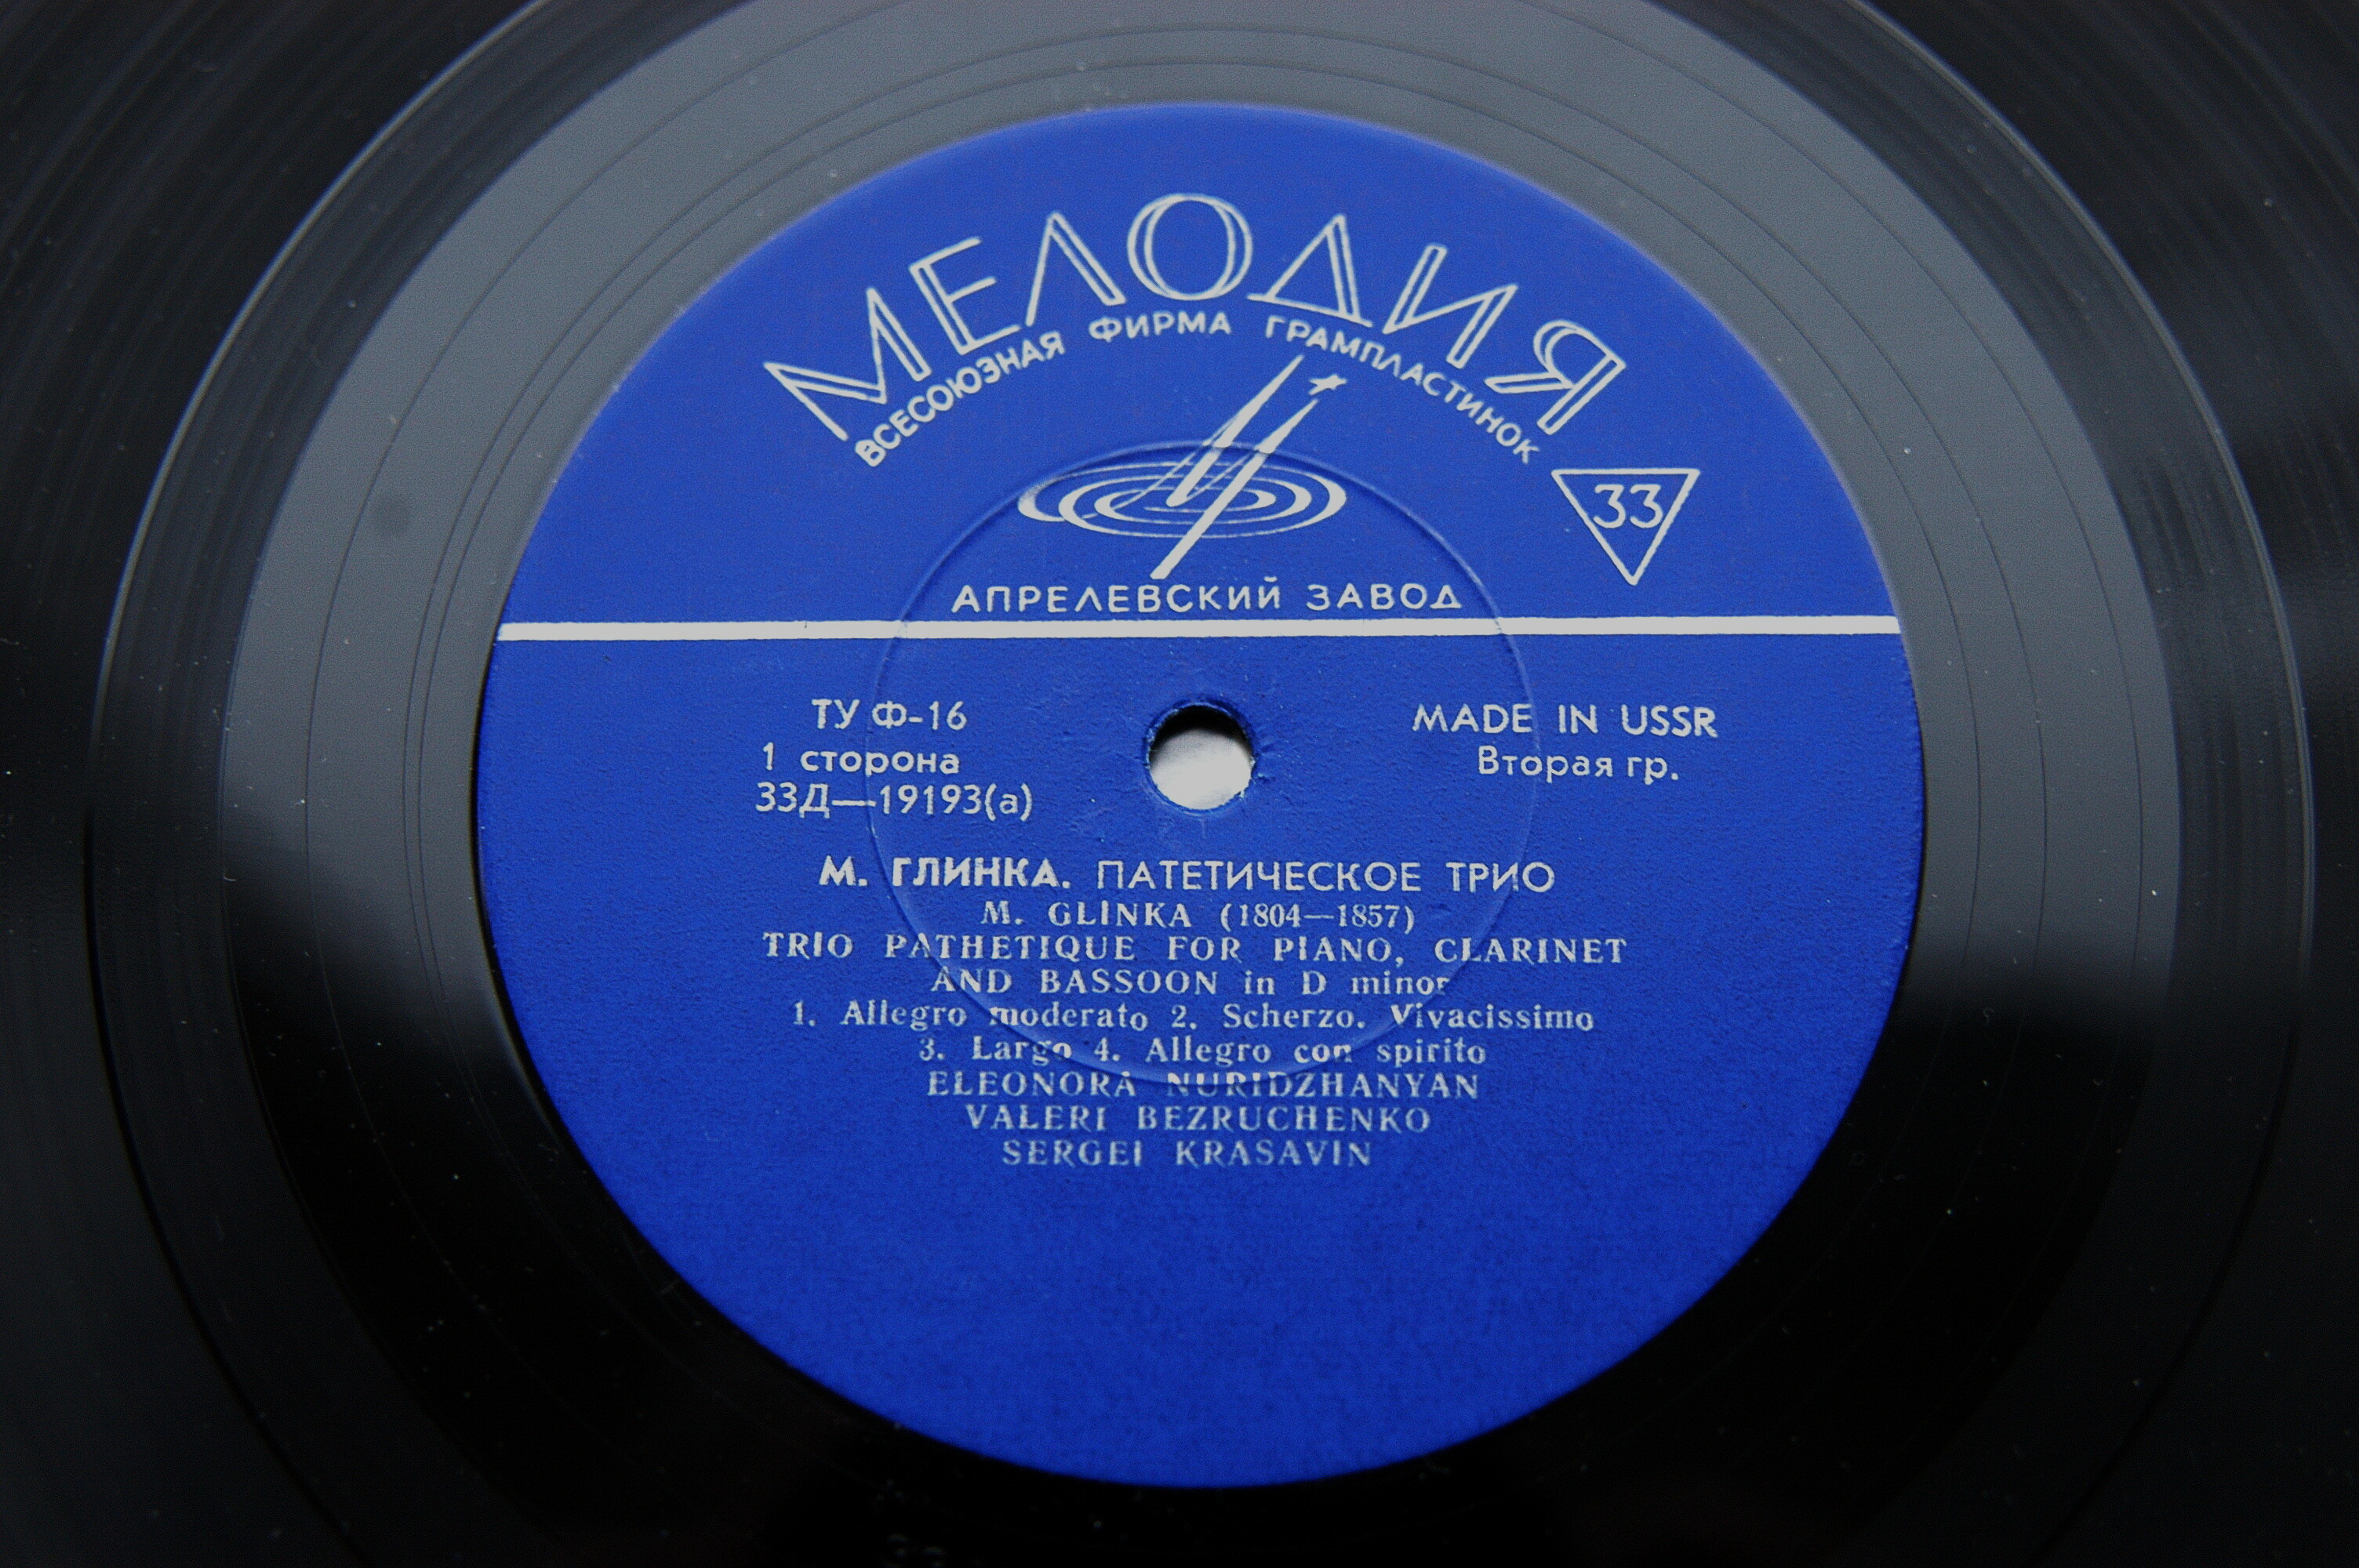 МЕЛОДИЯ
ВСЕСОЮЗНАЯ ФИРМА ГРАМПЛАСТИНОК
33
АПРЕЛЕВСКИЙ ЗАВОД
ТУ Ф-16
1 сторона
33Д—19193(а)
MADE IN USSR
Вторая гр.
М. ГЛИНКА. ПАТЕТИЧЕСКОЕ ТРИО
M. GLINKA (1804—1857)
TRIO PATHETIQUE FOR PIANO, CLARINET
AND BASSOON in D minor
1. Allegro moderato 2. Scherzo. Vivacissimo
3. Largo 4. Allegro con spirito
ELEONORA NURIDZHANYAN
VALERI BEZRUCHENKO
SERGEI KRASAVIN